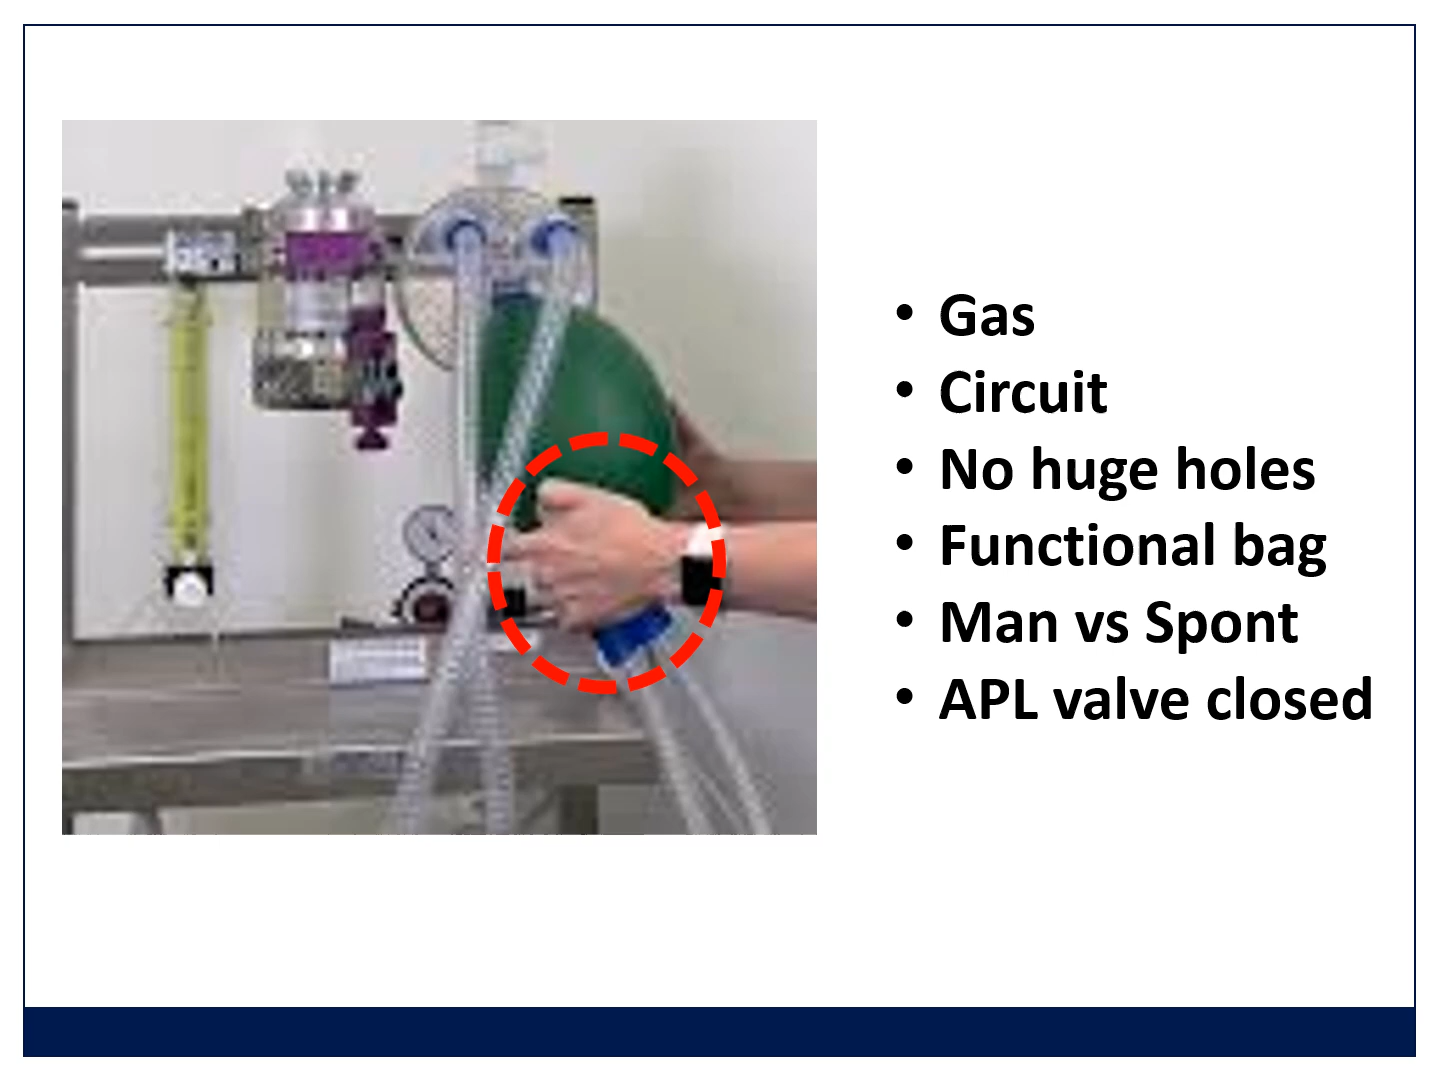 • Gas
• Circuit
• No huge holes
• Functional bag
• Man vs Spont
• APL valve closed